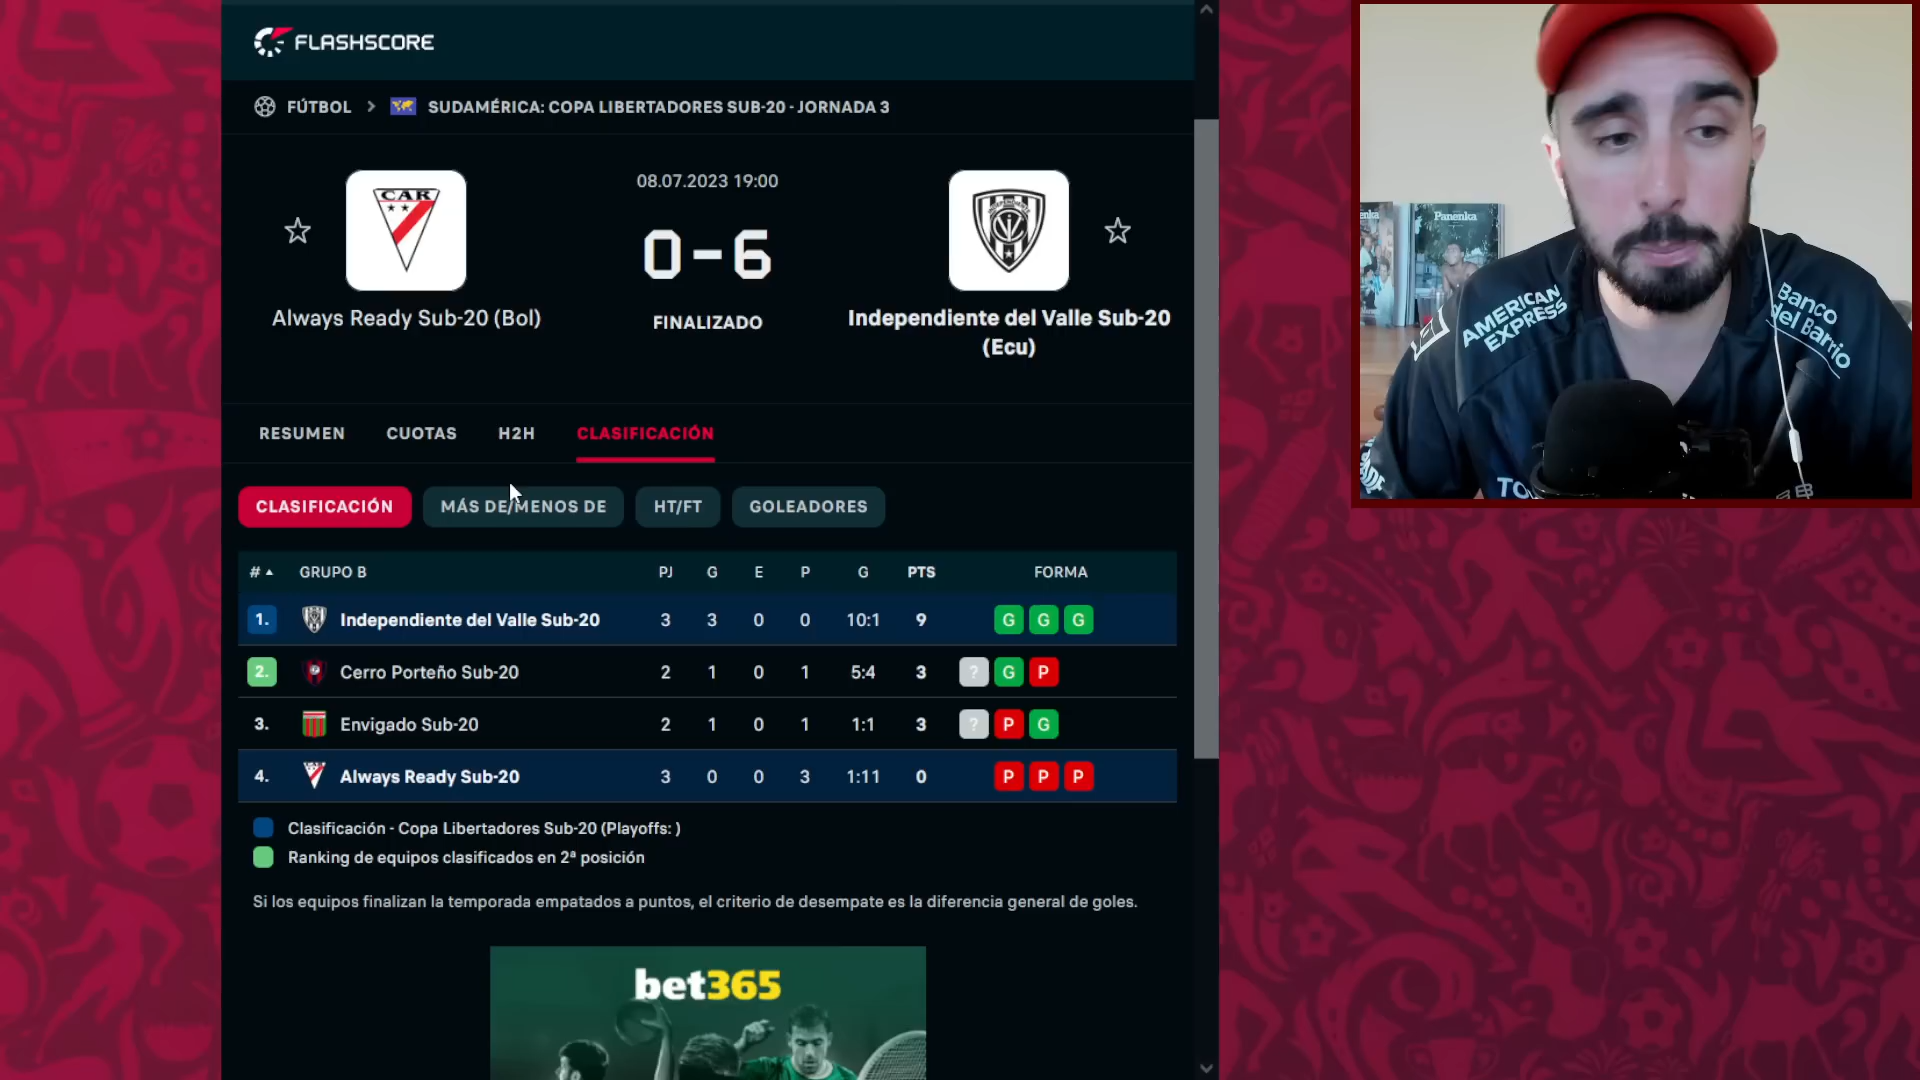 FLASHSCORE
FÚTBOL > SUDAMÉRICA: COPA LIBERTADORES SUB-20 - JORNADA 3
08.07.2023 19:00
CAR
0 - 6
FINALIZADO
Always Ready Sub-20 (Bol)
Independiente del Valle Sub-20
(Ecu)
RESUMEN CUOTAS H2H CLASIFICACIÓN
CLASIFICACIÓN MÁS DE/MENOS DE HT/FT GOLEADORES
# GRUPO B PJ G E P G PTS FORMA
1. Independiente del Valle Sub-20 3 3 0 0 10:1 9 G G G
2. Cerro Porteño Sub-20 2 1 0 1 5:4 3 ? G P
3. Envigado Sub-20 2 1 0 1 1:1 3 ? P G
4. Always Ready Sub-20 3 0 0 3 1:11 0 P P P
Clasificación - Copa Libertadores Sub-20 (Playoffs: )
Ranking de equipos clasificados en 2ª posición
Si los equipos finalizan la temporada empatados a puntos, el criterio de desempate es la diferencia general de goles.
bet365
enka
Panenka
AMERICAN
EXPRESS
Banco
del Barrio